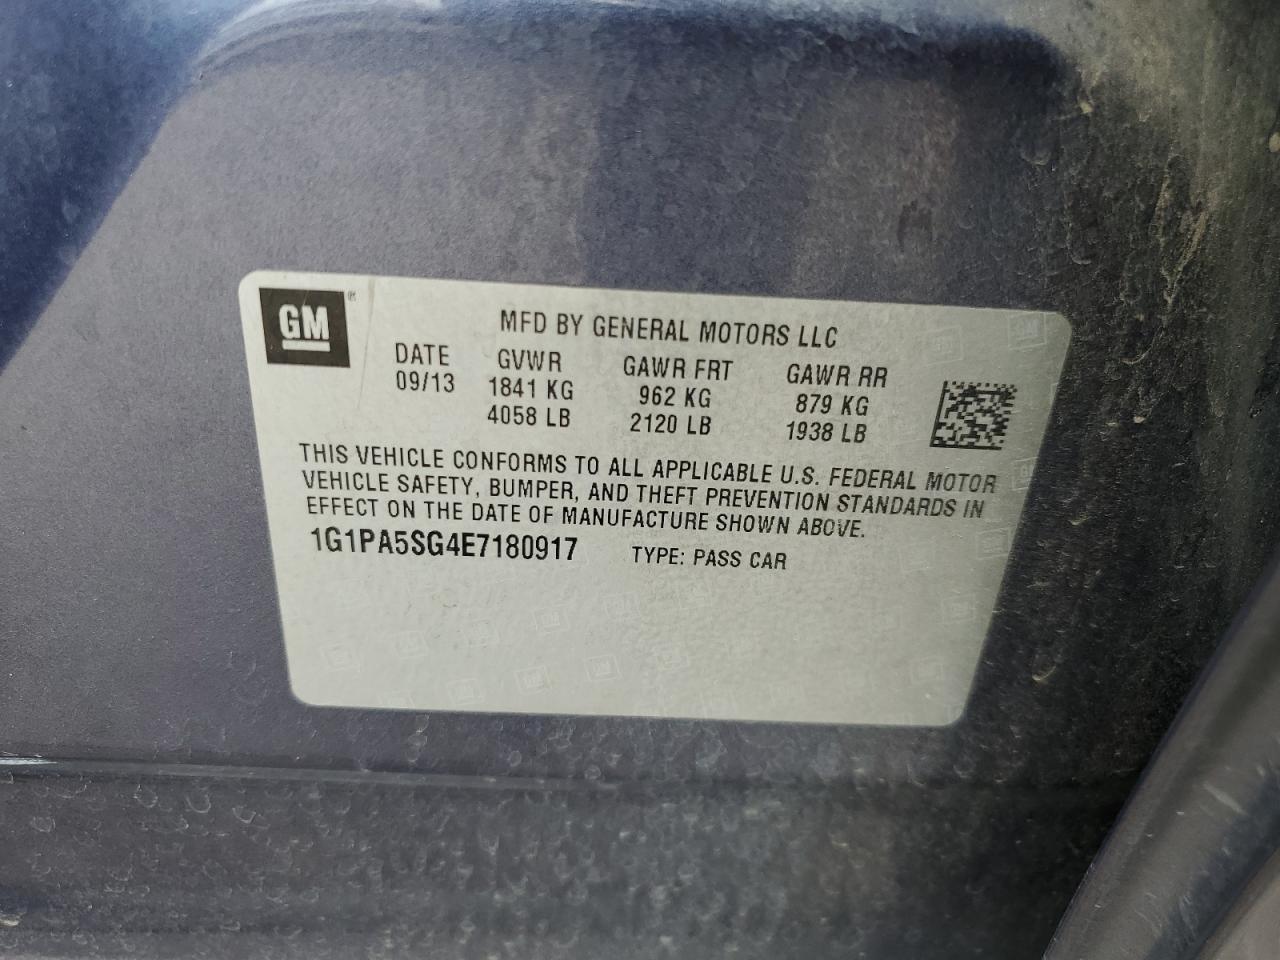 GM®
MFD BY GENERAL MOTORS LLC
DATE GVWR GAWR FRT GAWR RR
09/13 1841 KG 962 KG 879 KG
4058 LB 2120 LB 1938 LB
THIS VEHICLE CONFORMS TO ALL APPLICABLE U.S. FEDERAL MOTOR
VEHICLE SAFETY, BUMPER, AND THEFT PREVENTION STANDARDS IN
EFFECT ON THE DATE OF MANUFACTURE SHOWN ABOVE.
1G1PA5SG4E7180917 TYPE: PASS CAR